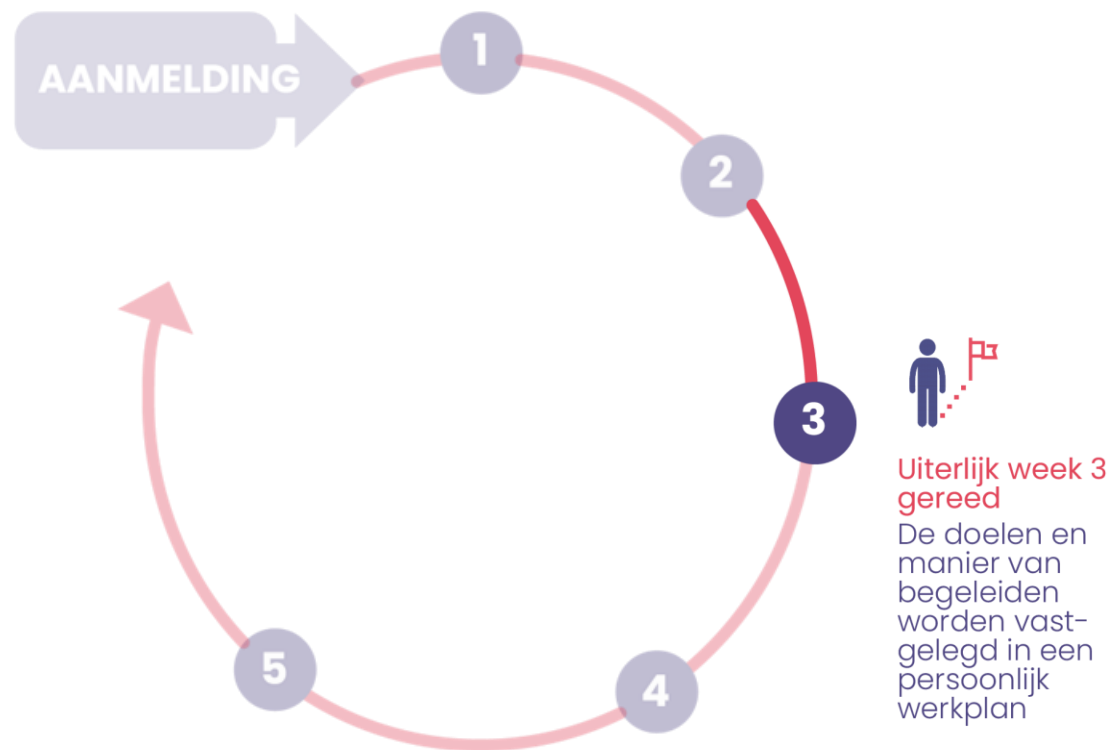 AANMELDING
1
2
3
Uiterlijk week 3
gereed
De doelen en
manier van
begeleiden
worden vast-
gelegd in een
persoonlijk
werkplan
4
5